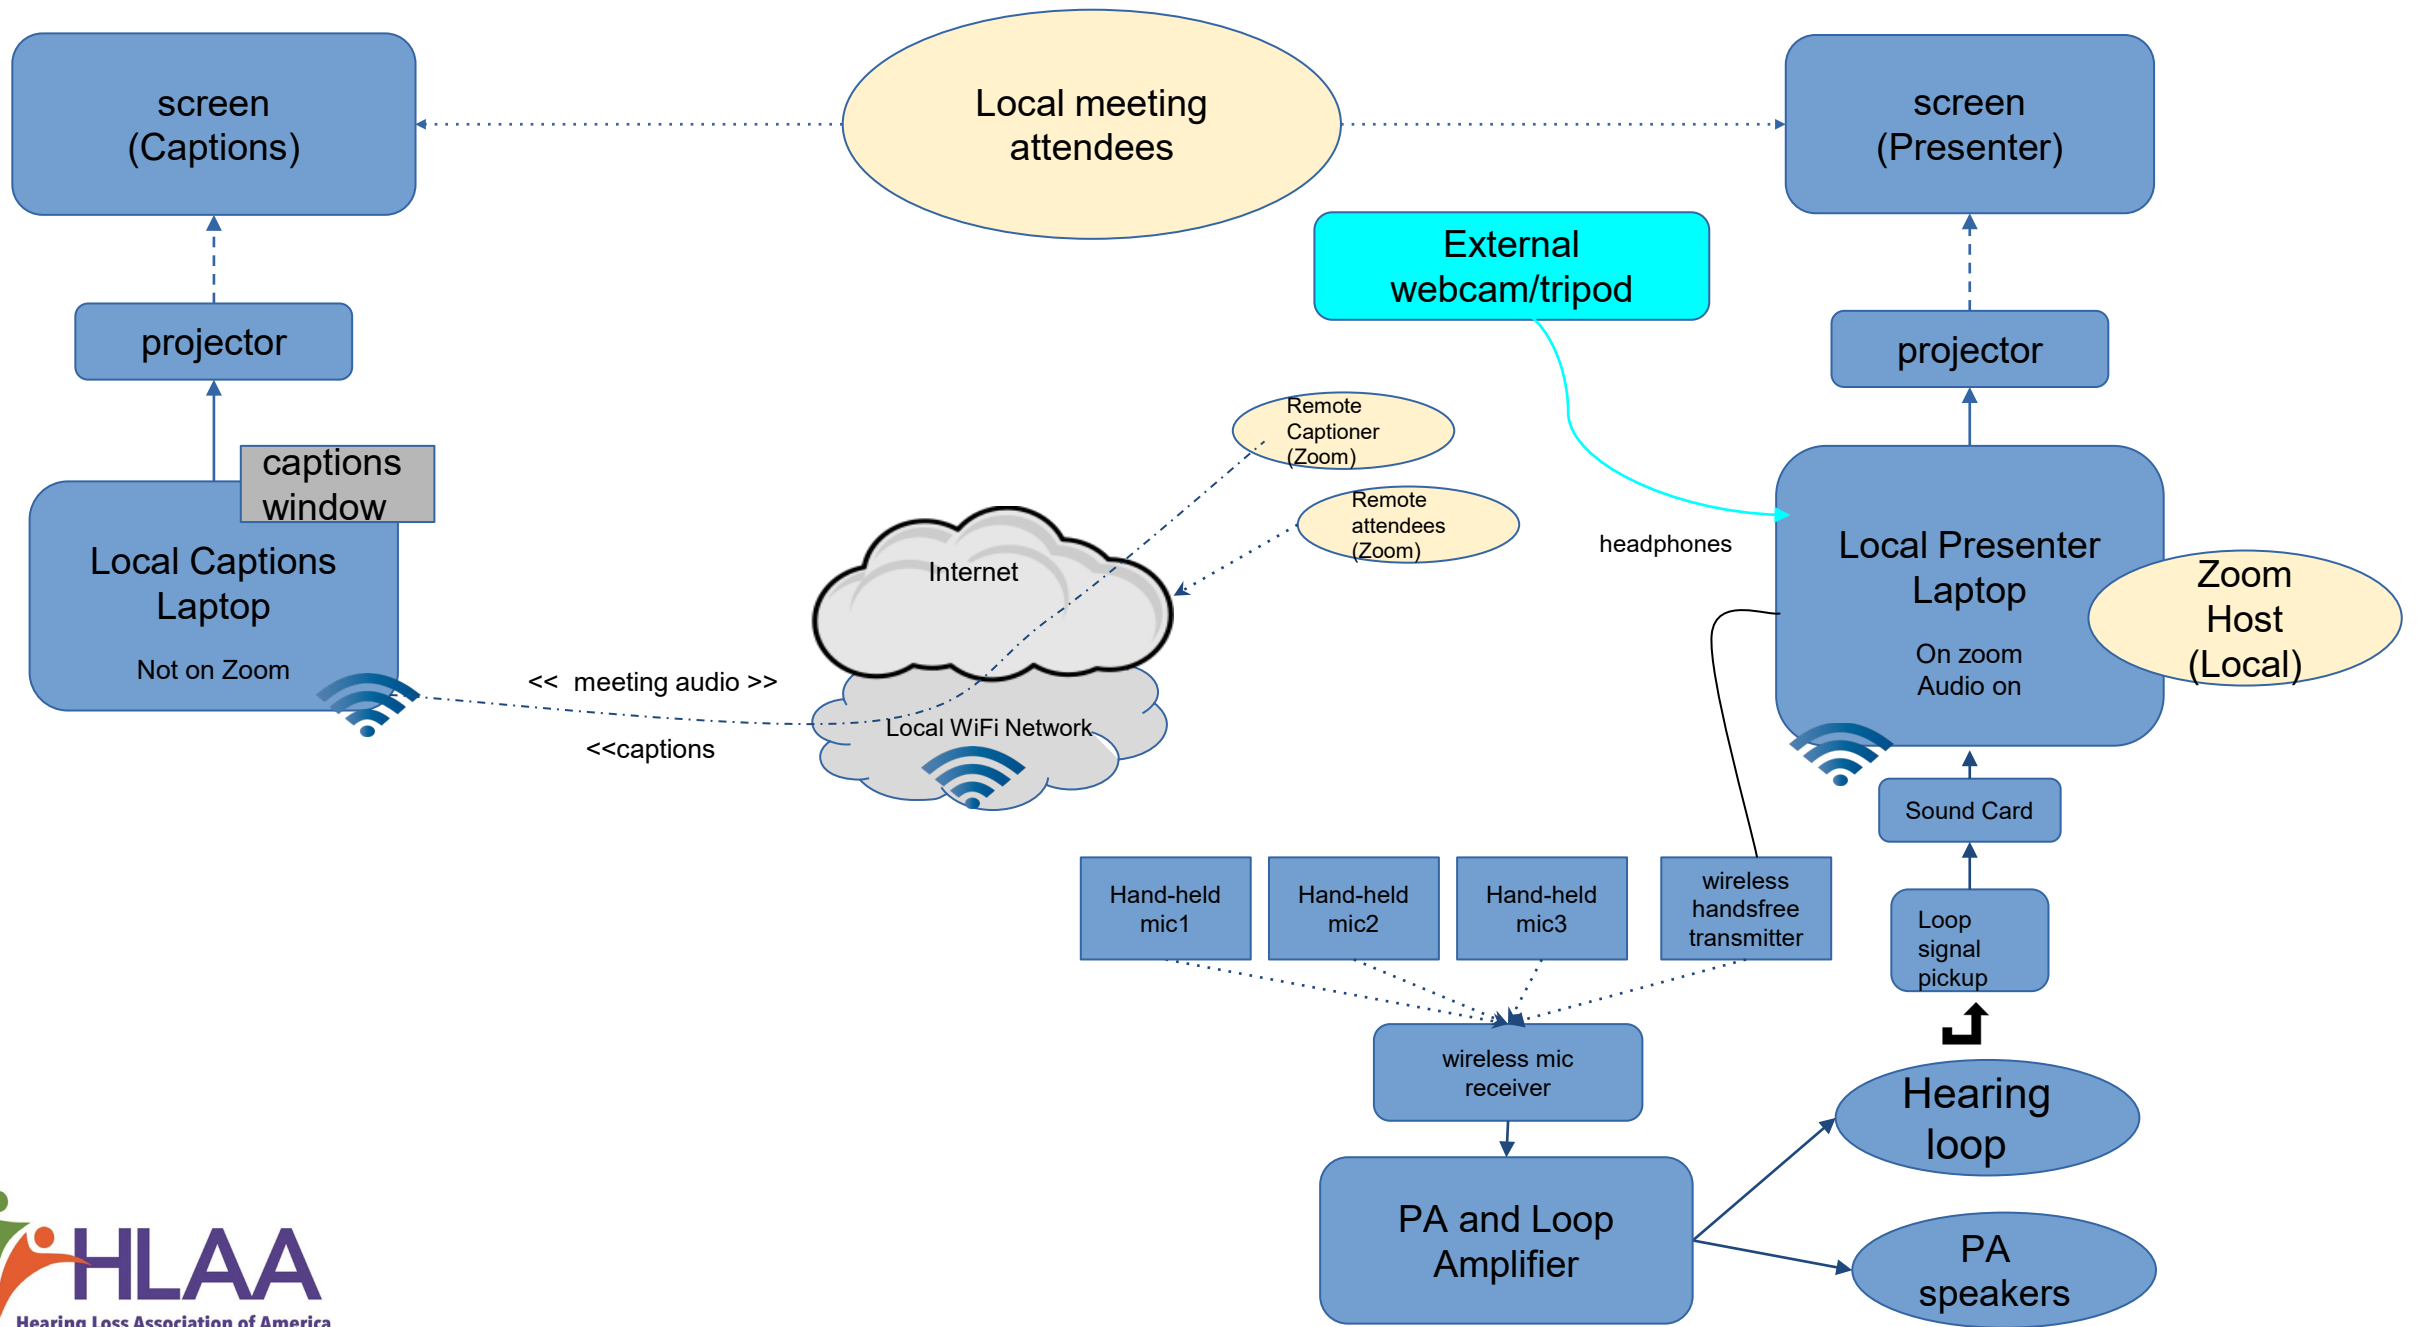 screen
(Captions)
Local meeting
attendees
screen
(Presenter)
External
webcam/tripod
projector
projector
captions
window
Remote
Captioner
(Zoom)
Remote
attendees
(Zoom)
Local Captions
Laptop
Not on Zoom
Internet
headphones
Local Presenter
Laptop
On zoom
Audio on
Zoom
Host
(Local)
<< meeting audio >>
<<captions
Local WiFi Network
Sound Card
Hand-held
mic1
Hand-held
mic2
Hand-held
mic3
wireless
handsfree
transmitter
Loop
signal
pickup
wireless mic
receiver
Hearing
loop
PA and Loop
Amplifier
PA
speakers
HLAA
Hearing Loss Association of America